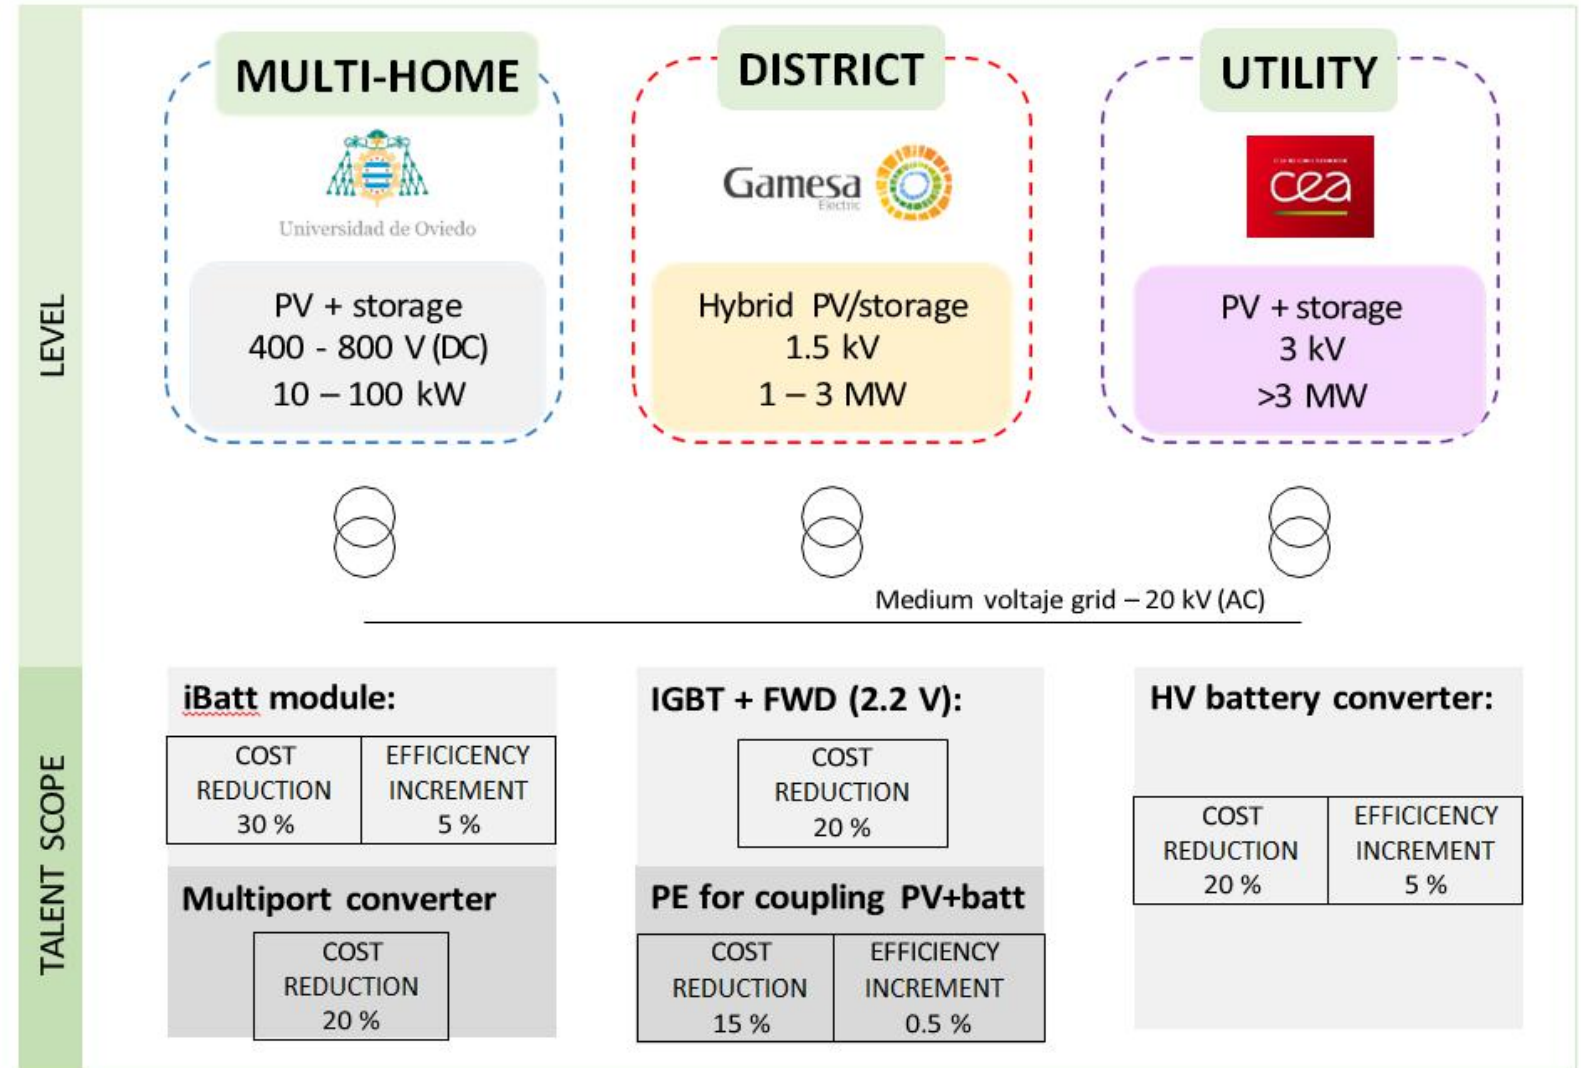 LEVEL
MULTI-HOME
Universidad de Oviedo
PV + storage
400 - 800 V (DC)
10 – 100 kW
DISTRICT
Gamesa
Electric
Hybrid PV/storage
1.5 kV
1 – 3 MW
UTILITY
cea
PV + storage
3 kV
>3 MW
Medium voltaje grid – 20 kV (AC)
TALENT SCOPE
iBatt module:
COST
REDUCTION
30 %
EFFICICENCY
INCREMENT
5 %
Multiport converter
COST
REDUCTION
20 %
IGBT + FWD (2.2 V):
COST
REDUCTION
20 %
PE for coupling PV+batt
COST
REDUCTION
15 %
EFFICIENCY
INCREMENT
0.5 %
HV battery converter:
COST
REDUCTION
20 %
EFFICICENCY
INCREMENT
5 %